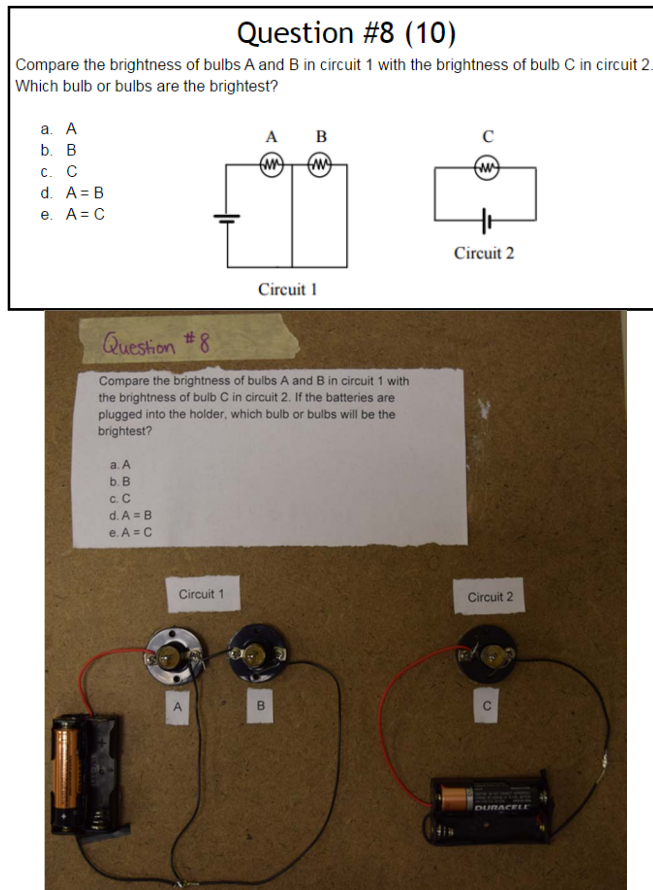 Question #8 (10)
Compare the brightness of bulbs A and B in circuit 1 with the brightness of bulb C in circuit 2.
Which bulb or bulbs are the brightest?
a. A
b. B
c. C
d. A = B
e. A = C
A B
C
Circuit 1
Circuit 2
Question #8
Compare the brightness of bulbs A and B in circuit 1 with
the brightness of bulb C in circuit 2. If the batteries are
plugged into the holder, which bulb or bulbs will be the
brightest?
a. A
b. B
c. C
d. A = B
e. A = C
Circuit 1
Circuit 2
A
B
C
DURACELL